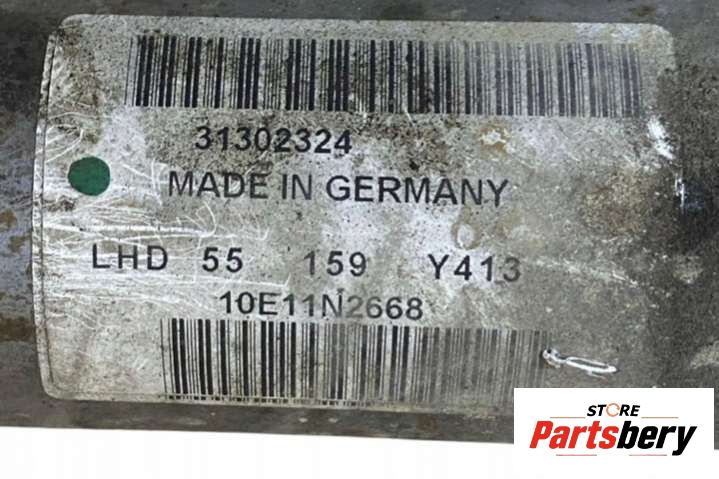 31302324
MADE IN GERMANY
LHD 55 159 Y413
10E11N2668
STORE
Partsbery